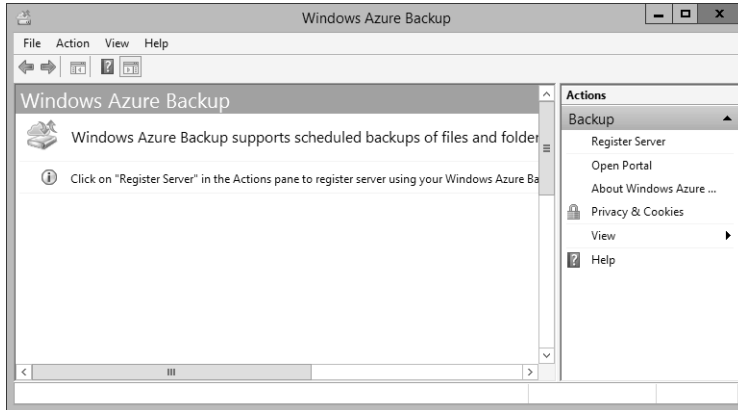 Windows Azure Backup
File Action View Help
Windows Azure Backup
Windows Azure Backup supports scheduled backups of files and folder
Click on "Register Server" in the Actions pane to register server using your Windows Azure Ba
Actions
Backup
Register Server
Open Portal
About Windows Azure ...
Privacy & Cookies
View
Help